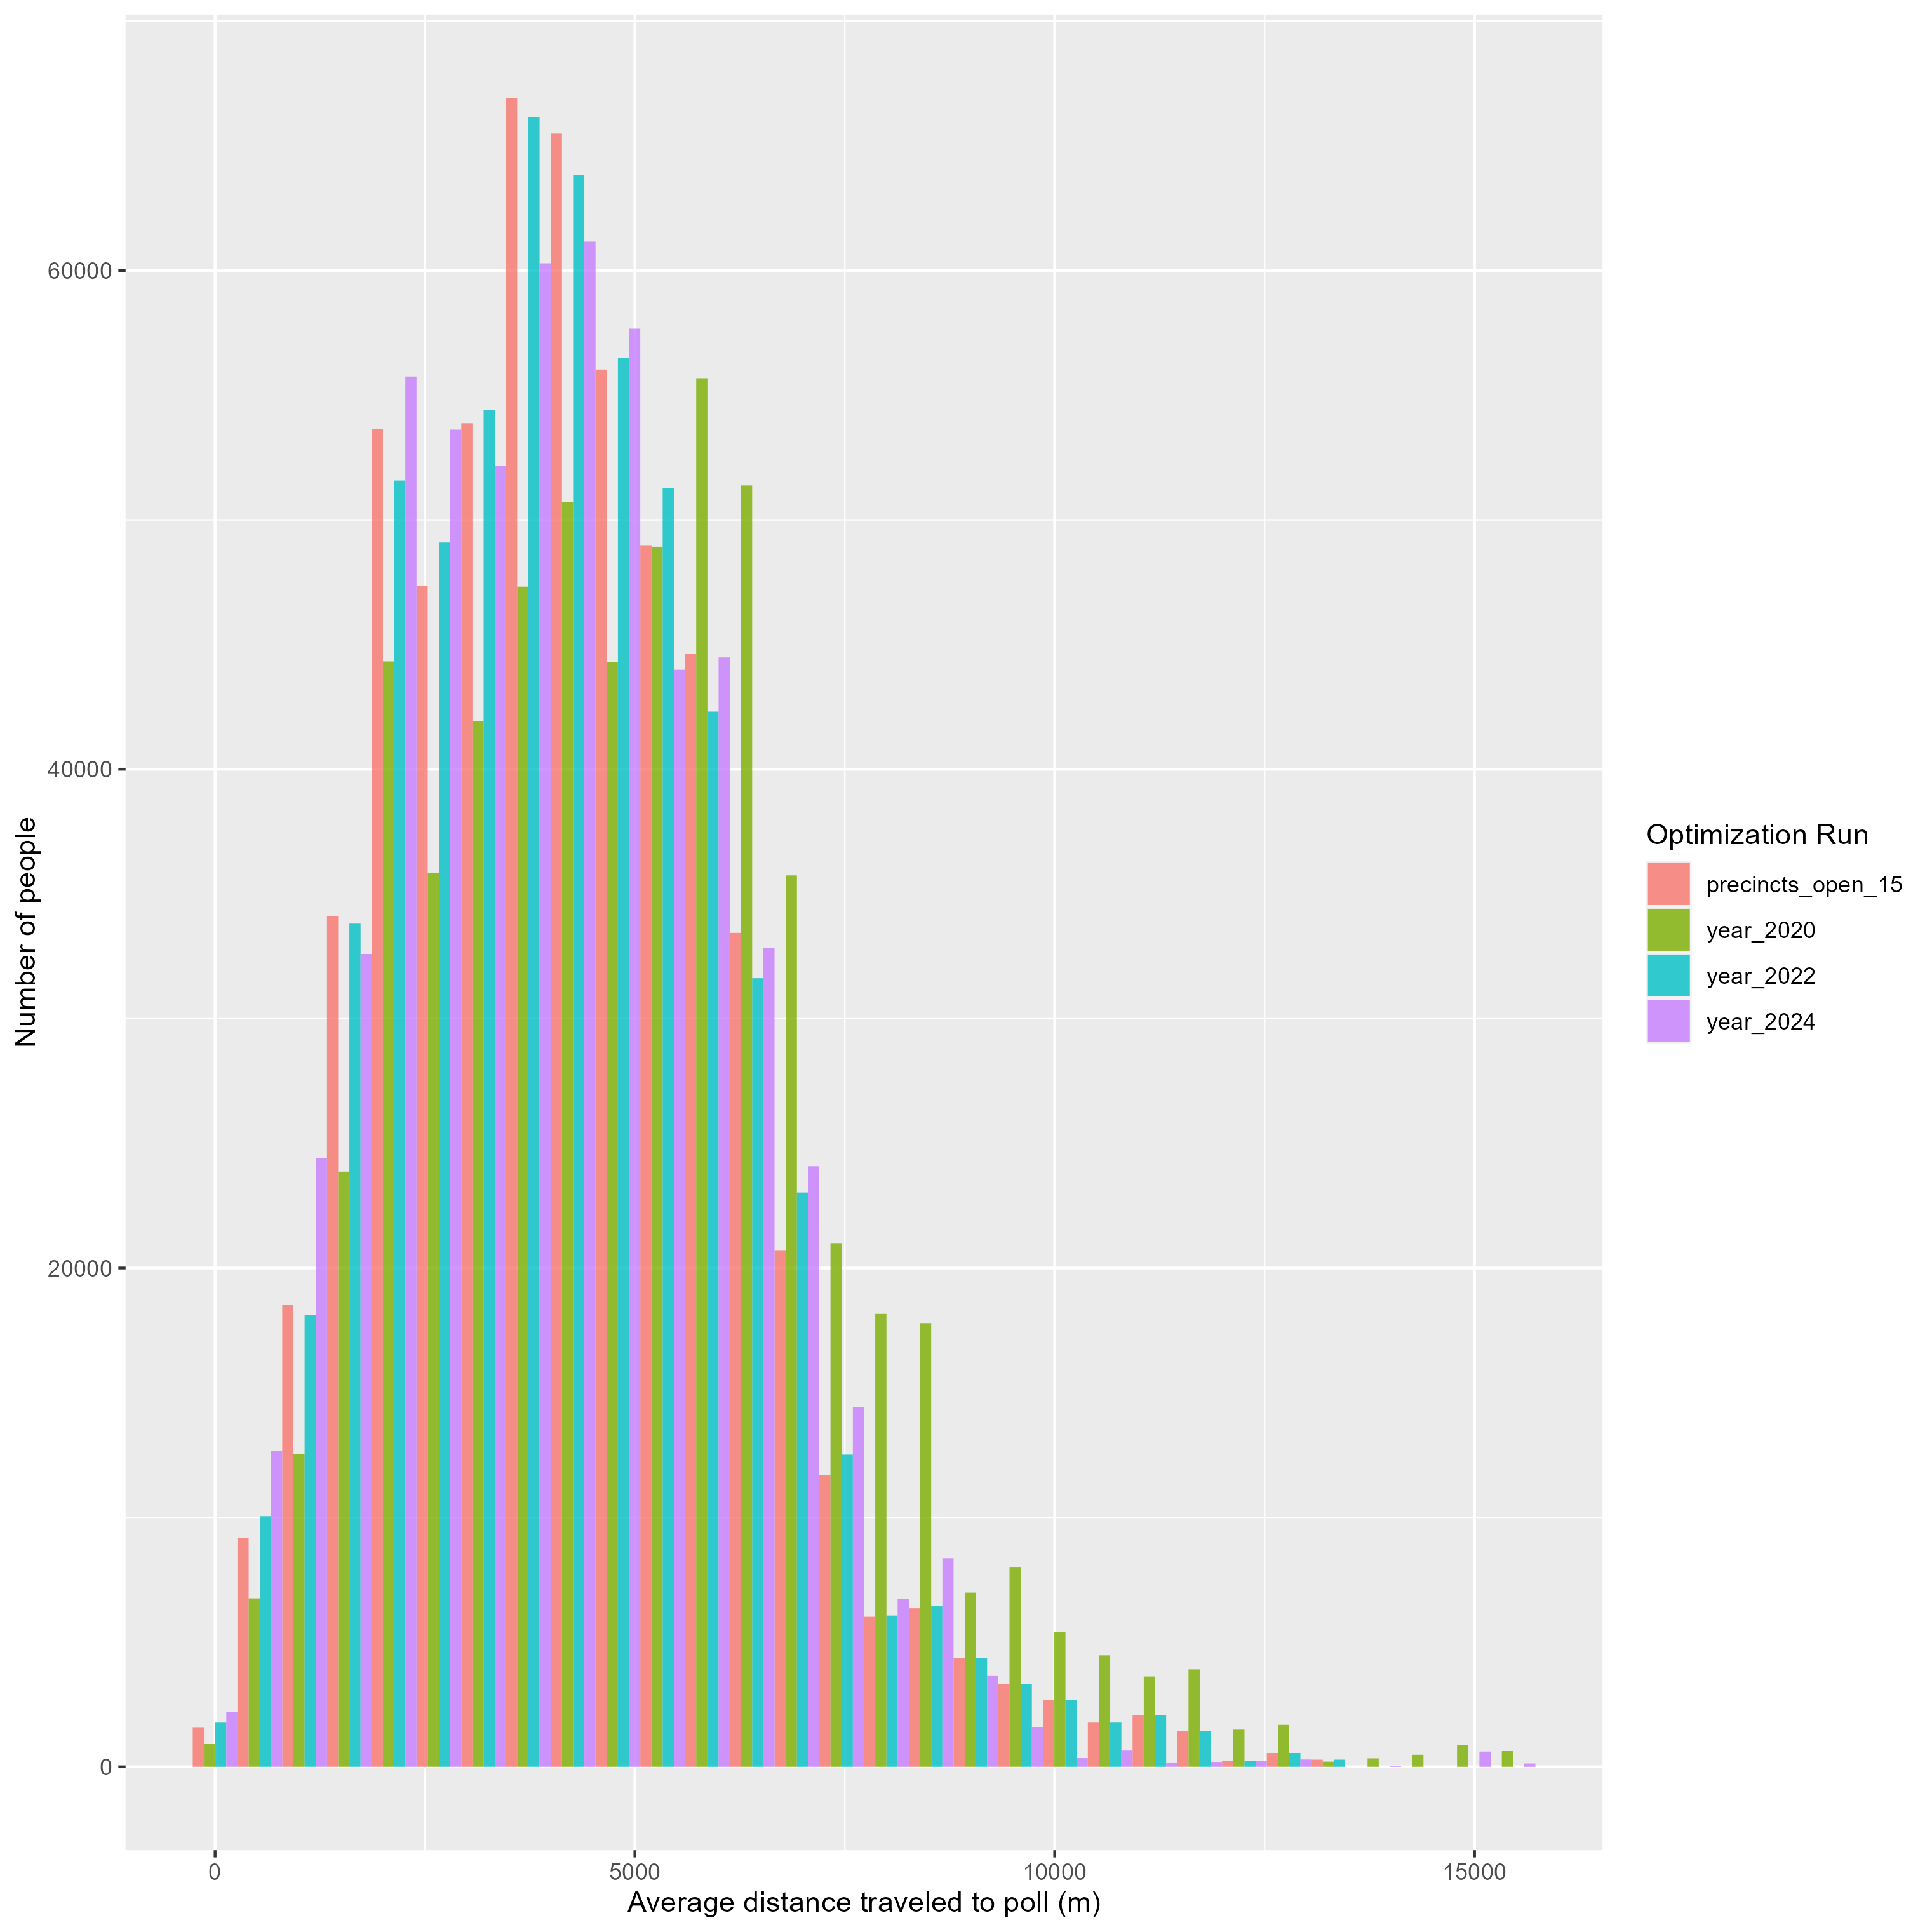 60000
40000
20000
0
Number of people
0 5000 10000 15000
Average distance traveled to poll (m)
Optimization Run
precincts_open_15
year_2020
year_2022
year_2024